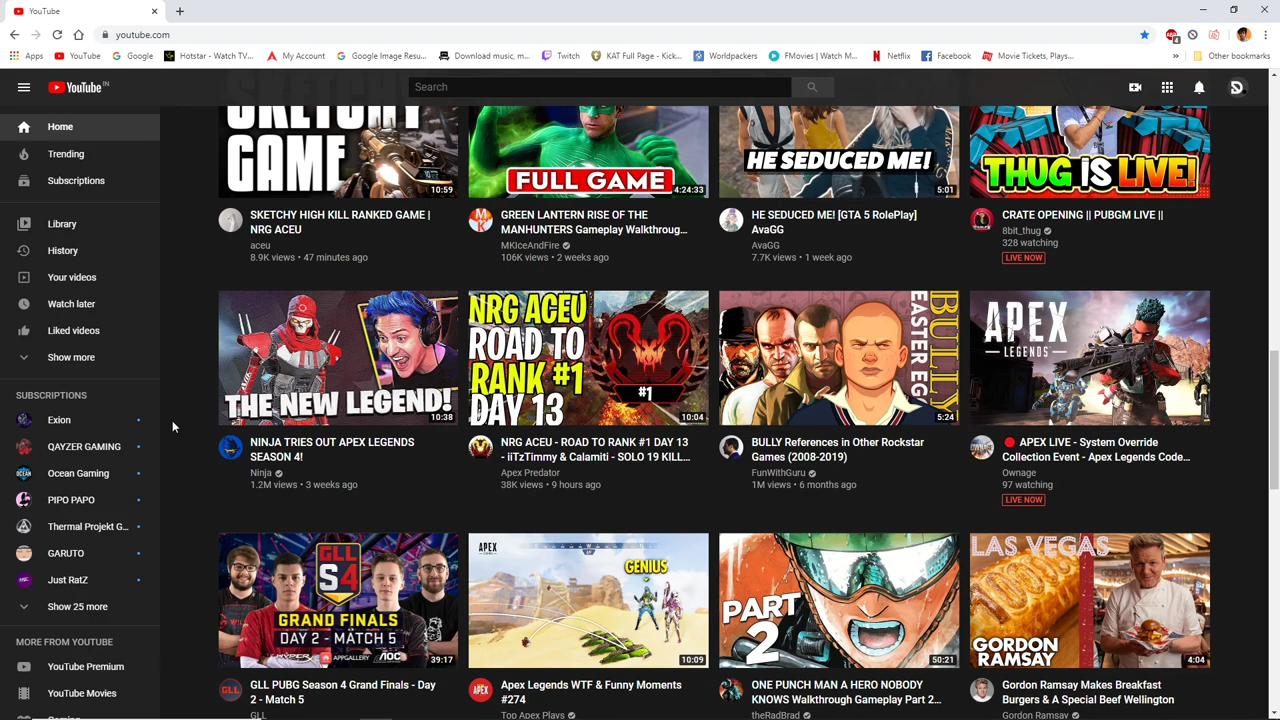 YouTube
youtube.com
Apps
YouTube
Google
Hotstar - Watch TV...
My Account
Google Image Resu...
Download music, m...
Twitch
KAT Full Page - Kick...
Worldpackers
FMovies | Watch M...
Netflix
Facebook
Movie Tickets, Plays...
»
Other bookmarks
YouTube IN
Search
Home
Trending
Subscriptions
Library
History
Your videos
Watch later
Liked videos
Show more
SUBSCRIPTIONS
Exion
QAYZER GAMING
Ocean Gaming
PIPO PAPO
Thermal Projekt G...
GARUTO
Just RatZ
Show 25 more
MORE FROM YOUTUBE
YouTube Premium
YouTube Movies
Gaming
SKETCHY
GAME
10:59
SKETCHY HIGH KILL RANKED GAME |
NRG ACEU
aceu
8.9K views • 47 minutes ago
FULL GAME
4:24:33
GREEN LANTERN RISE OF THE
MANHUNTERS Gameplay Walkthroug...
MKIceAndFire
106K views • 2 weeks ago
HE SEDUCED ME!
5:01
HE SEDUCED ME! [GTA 5 RolePlay]
AvaGG
7.7K views • 1 week ago
THUG IS LIVE!
CRATE OPENING || PUBGM LIVE ||
8bit_thug
328 watching
LIVE NOW
THE NEW LEGEND!
10:38
NINJA TRIES OUT APEX LEGENDS
SEASON 4!
Ninja
1.2M views • 3 weeks ago
NRG ACEU
ROAD TO
RANK #1
DAY 13
#1
10:04
NRG ACEU - ROAD TO RANK #1 DAY 13
- iiTzTimmy & Calamiti - SOLO 19 KILL...
Apex Predator
38K views • 9 hours ago
BULLY
EASTER EG
5:24
BULLY References in Other Rockstar
Games (2008-2019)
FunWithGuru
1M views • 6 months ago
APEX
LEGENDS
APEX LIVE - System Override
Collection Event - Apex Legends Code...
Ownage
97 watching
LIVE NOW
GLL
S4
GRAND FINALS
DAY 2 - MATCH 5
HYPERX
APPGALLERY
AOC
39:17
GLL PUBG Season 4 Grand Finals - Day
2 - Match 5
GLL
APEX
GENIUS
10:09
Apex Legends WTF & Funny Moments
#274
Top Apex Plays
PART
2
50:21
ONE PUNCH MAN A HERO NOBODY
KNOWS Walkthrough Gameplay Part 2...
theRadBrad
LAS VEGAS
GORDON
RAMSAY
4:04
Gordon Ramsay Makes Breakfast
Burgers & A Special Beef Wellington
Gordon Ramsay